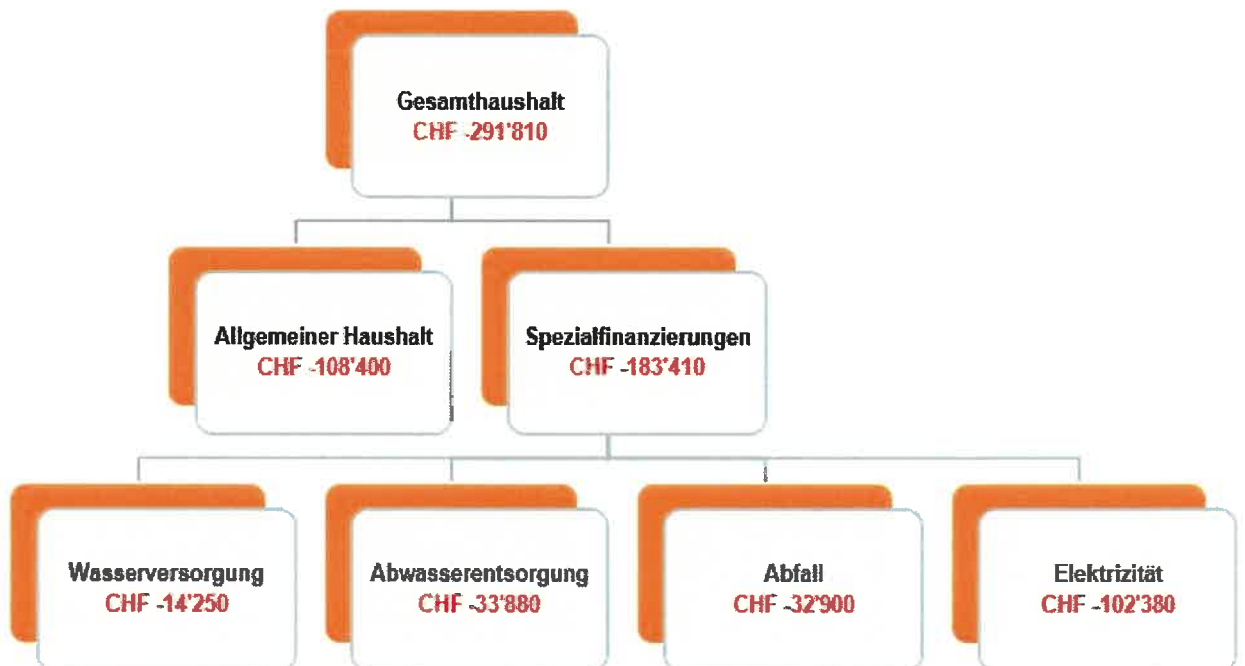 Gesamthaushalt
CHF -291'810
Allgemeiner Haushalt
CHF -108'400
Spezialfinanzierungen
CHF -183'410
Wasserversorgung
CHF -14'250
Abwasserentsorgung
CHF -33'880
Abfall
CHF -32'900
Elektrizität
CHF -102'380